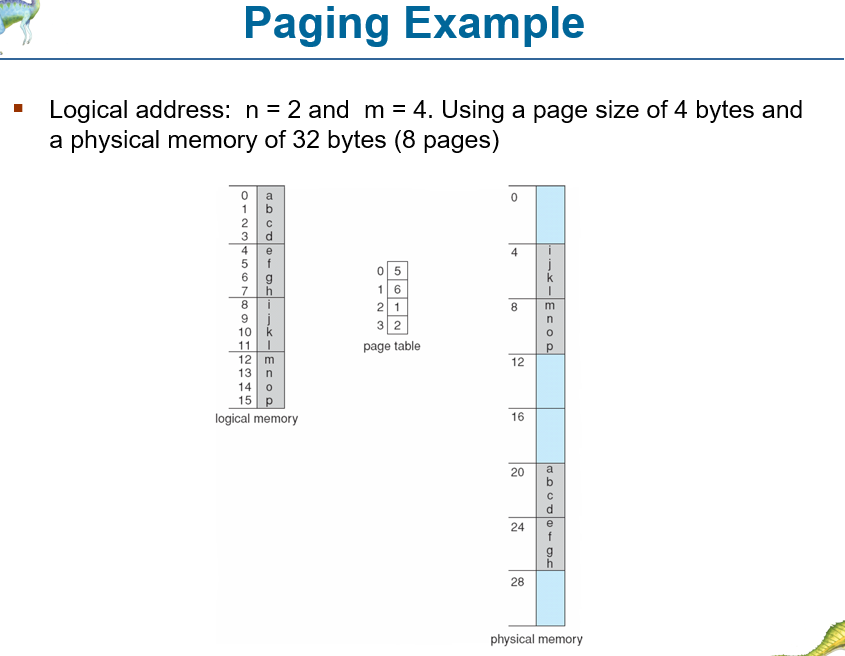 Paging Example
▪ Logical address: n = 2 and m = 4. Using a page size of 4 bytes and
a physical memory of 32 bytes (8 pages)
0 a
1 b
2 c
3 d
4 e
5 f
6 g
7 h
8 i
9 j
10 k
11 l
12 m
13 n
14 o
15 p
logical memory
0 5
1 6
2 1
3 2
page table
0
4 i
j
k
l
8 m
n
o
p
12
16
20 a
b
c
d
24 e
f
g
h
28
physical memory